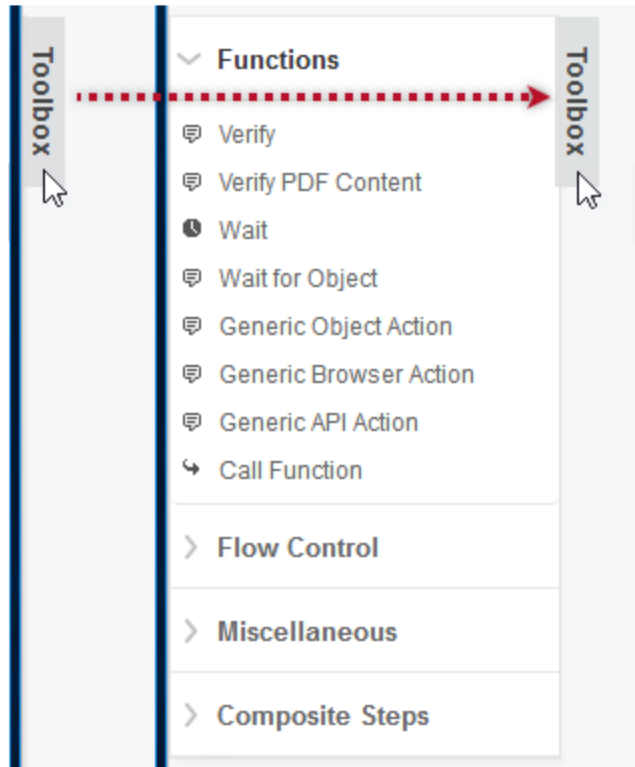 Toolbox
Functions
Toolbox
Verify
Verify PDF Content
Wait
Wait for Object
Generic Object Action
Generic Browser Action
Generic API Action
Call Function
Flow Control
Miscellaneous
Composite Steps